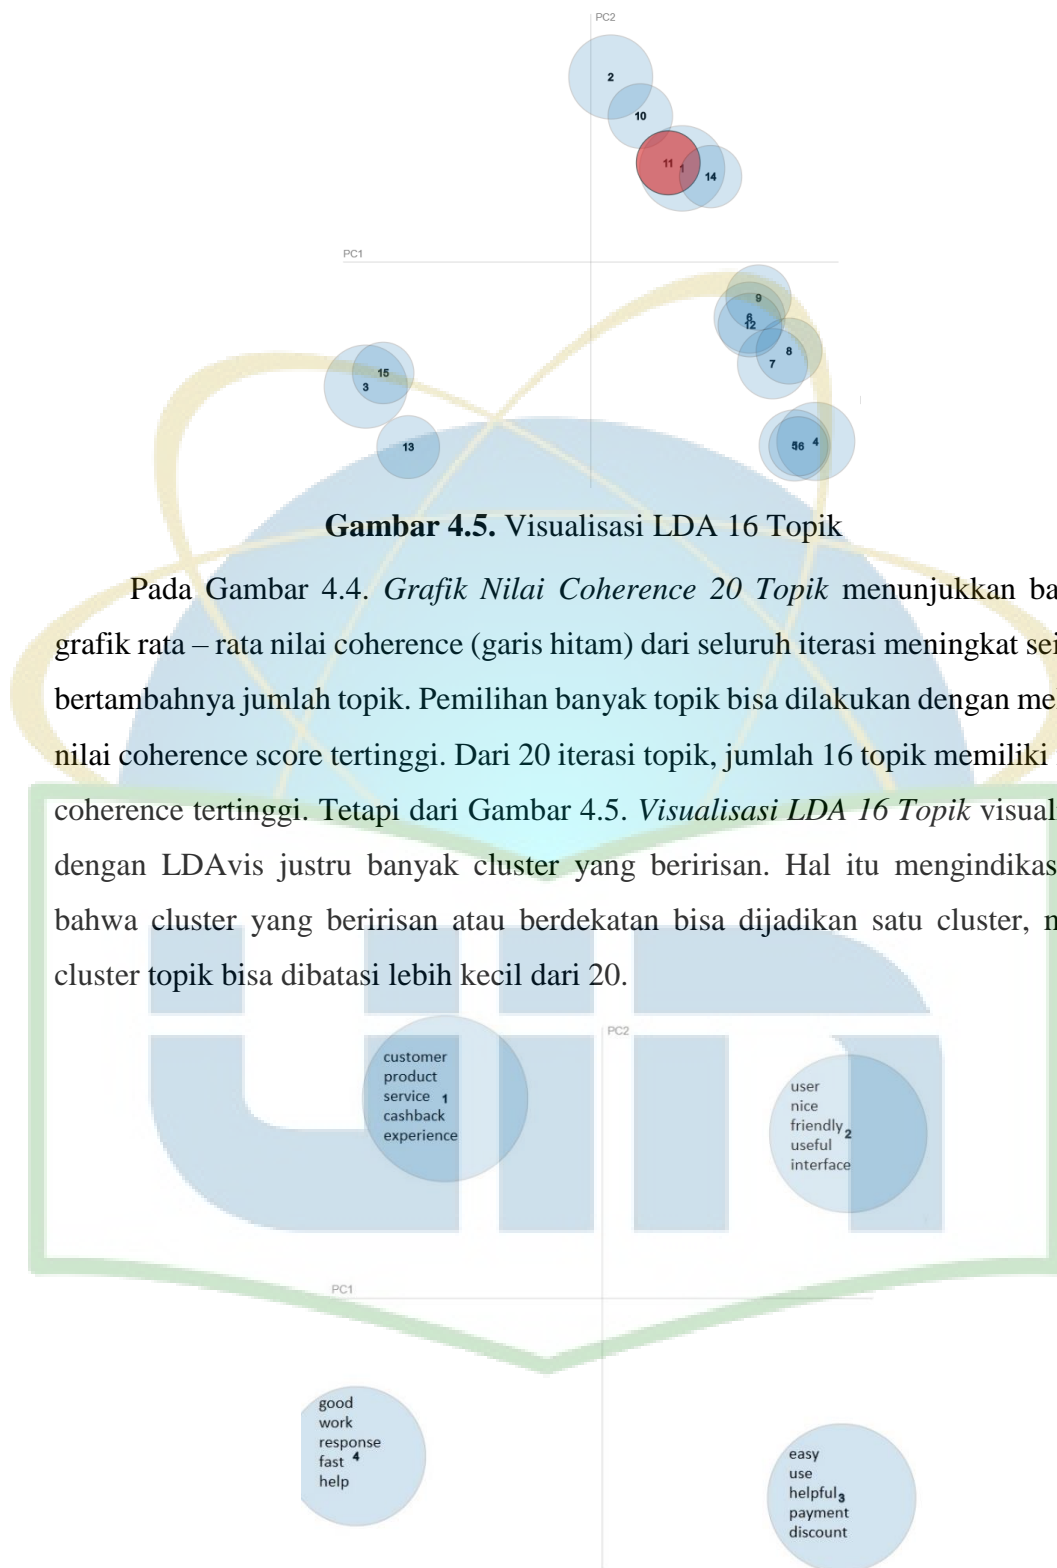 PC2
2
10
11 1 14
PC1
9
6
12
8
7
15
3
4
13
Gambar 4.5. Visualisasi LDA 16 Topik
Pada Gambar 4.4. Grafik Nilai Coherence 20 Topik menunjukkan ba
grafik rata – rata nilai coherence (garis hitam) dari seluruh iterasi meningkat sei
bertambahnya jumlah topik. Pemilihan banyak topik bisa dilakukan dengan me
nilai coherence score tertinggi. Dari 20 iterasi topik, jumlah 16 topik memiliki
coherence tertinggi. Tetapi dari Gambar 4.5. Visualisasi LDA 16 Topik visuali
dengan LDAvis justru banyak cluster yang beririsan. Hal itu mengindikas
bahwa cluster yang beririsan atau berdekatan bisa dijadikan satu cluster, m
cluster topik bisa dibatasi lebih kecil dari 20.
PC2
customer
product
service 1
cashback
experience
user
nice
friendly 2
useful
interface
PC1
good
work
response
fast 4
help
easy
use
helpful 3
payment
discount
uin